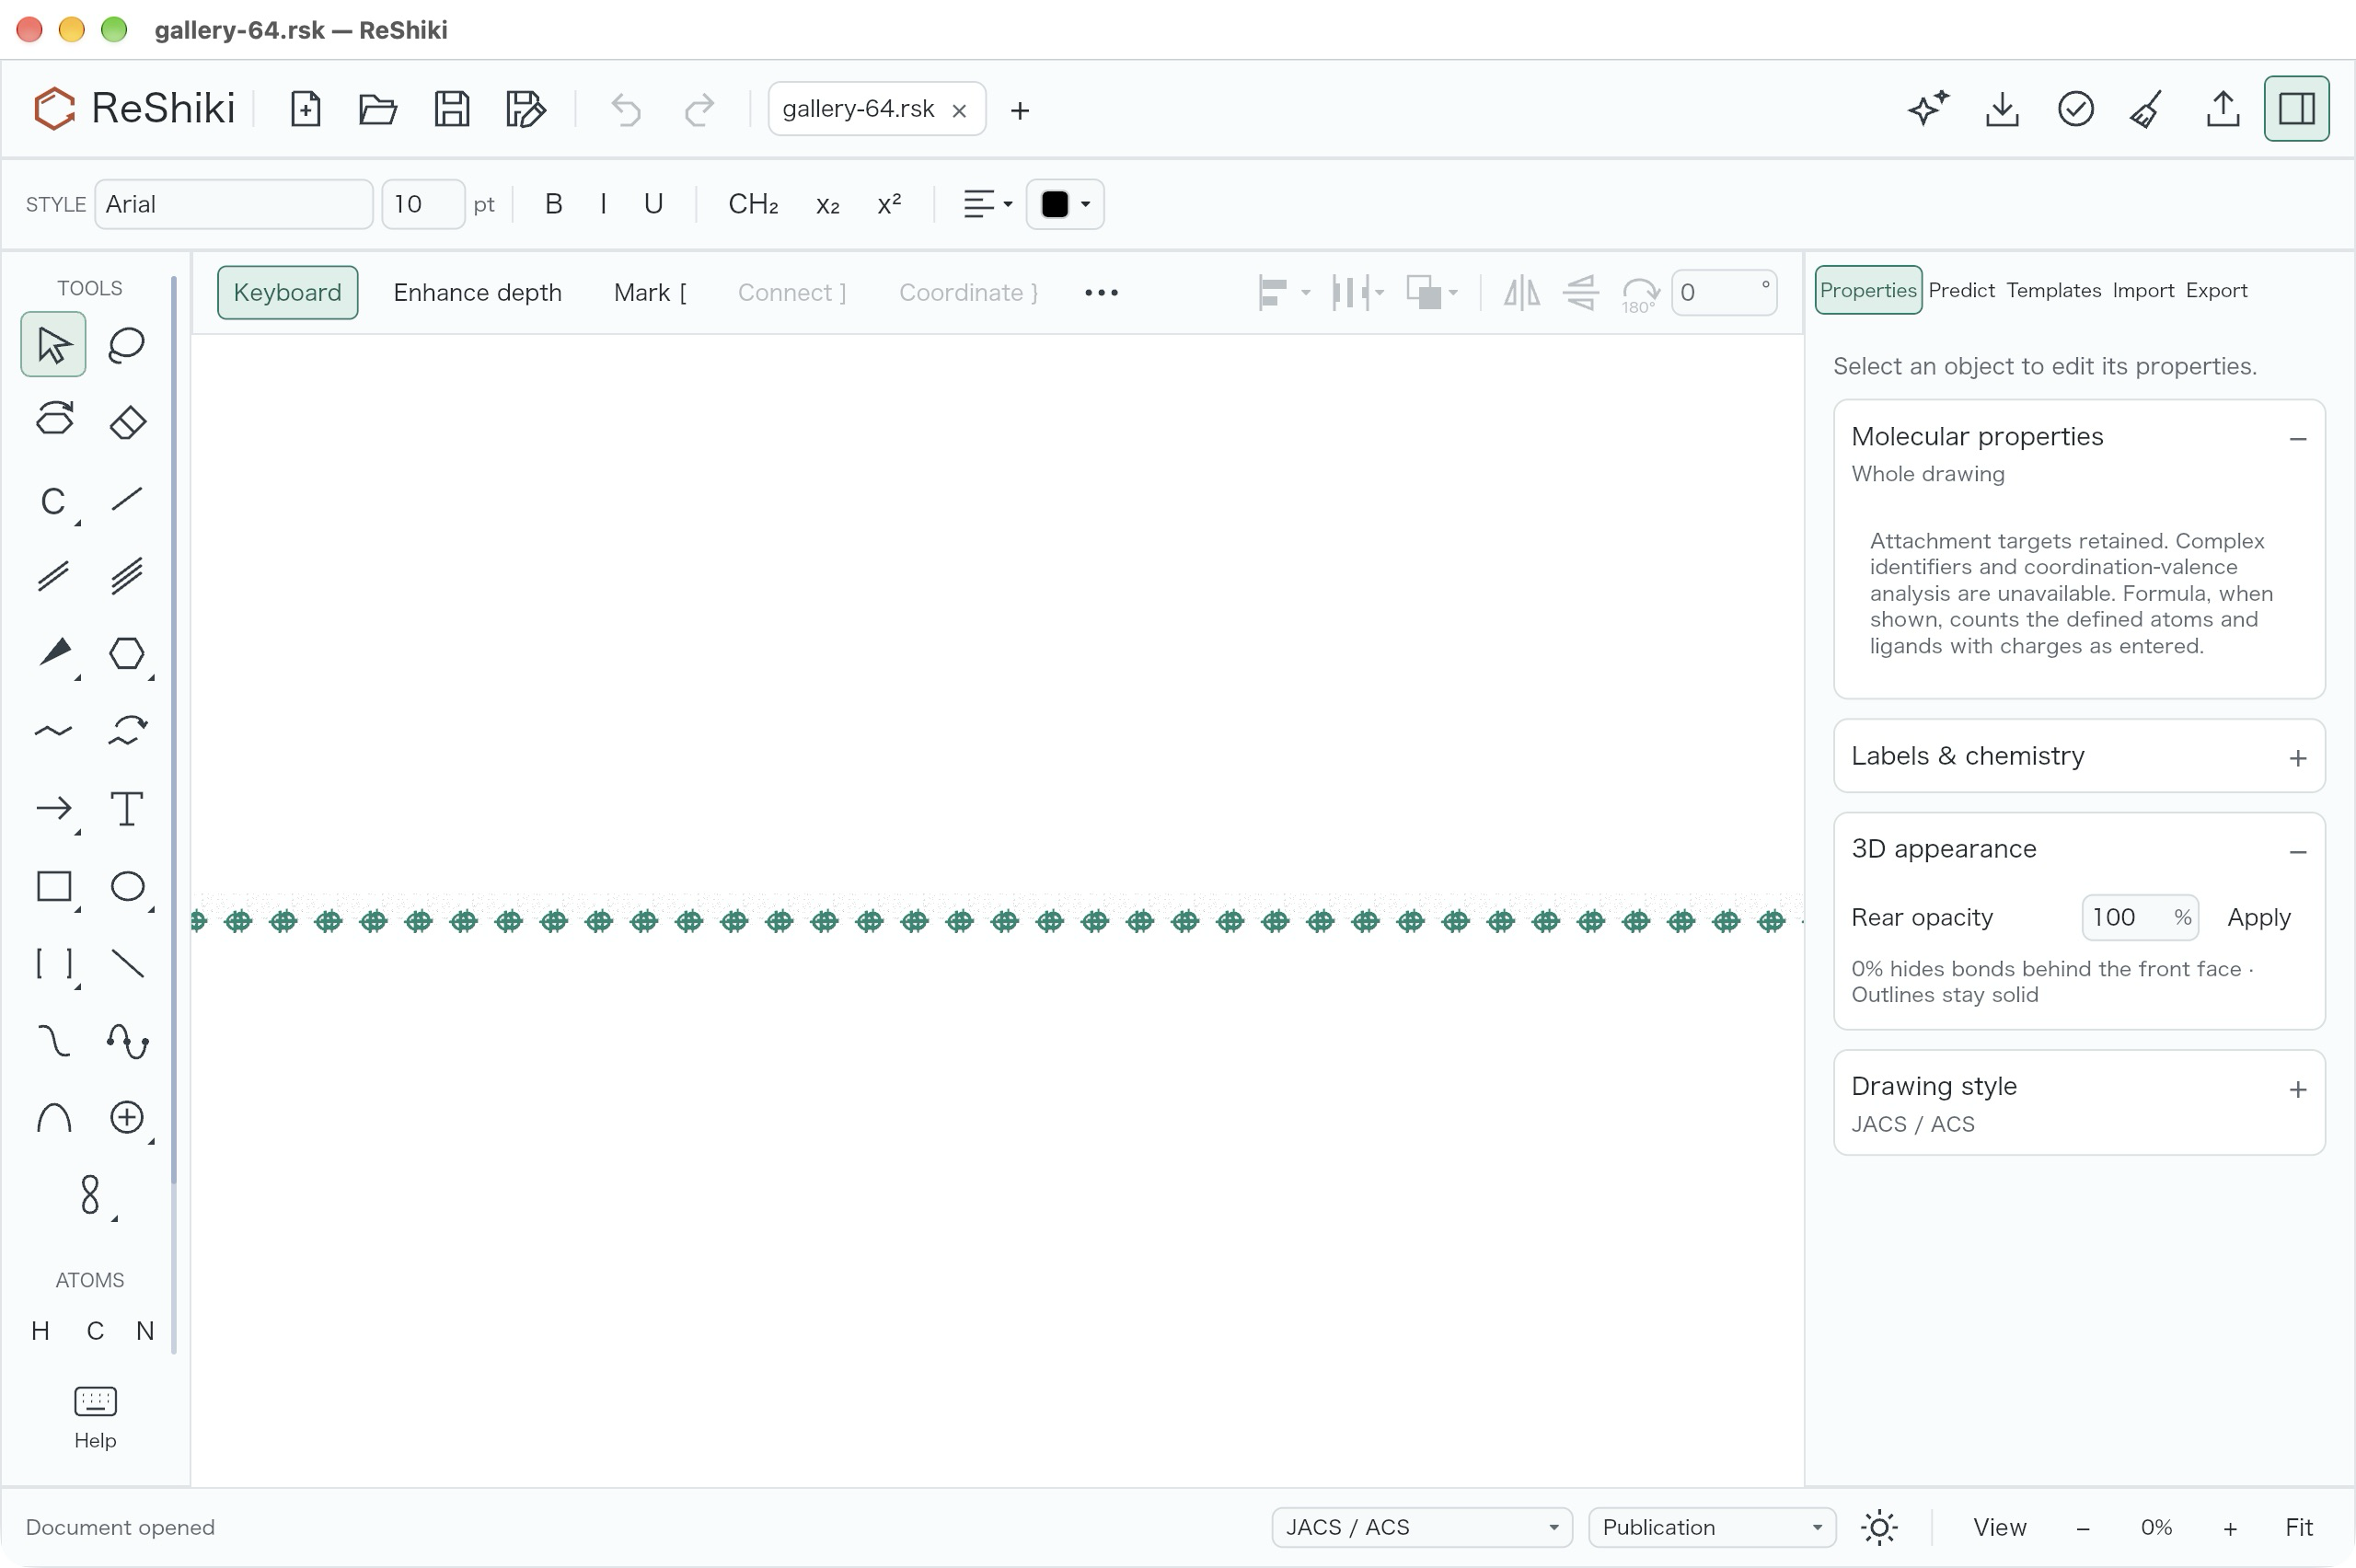 gallery-64.rsk — ReShiki
ReShiki
gallery-64.rsk ×
+
STYLE Arial 10 pt B I U CH₂ x₂ x²
TOOLS
Keyboard Enhance depth Mark [ Connect ] Coordinate } •••
180° 0 °
Properties Predict Templates Import Export
C
T
[ ]
ATOMS
H C N
Help
Select an object to edit its properties.
Molecular properties −
Whole drawing
Attachment targets retained. Complex
identifiers and coordination-valence
analysis are unavailable. Formula, when
shown, counts the defined atoms and
ligands with charges as entered.
Labels & chemistry +
3D appearance −
Rear opacity 100 % Apply
0% hides bonds behind the front face ·
Outlines stay solid
Drawing style +
JACS / ACS
Document opened
JACS / ACS
Publication
View − 0% + Fit